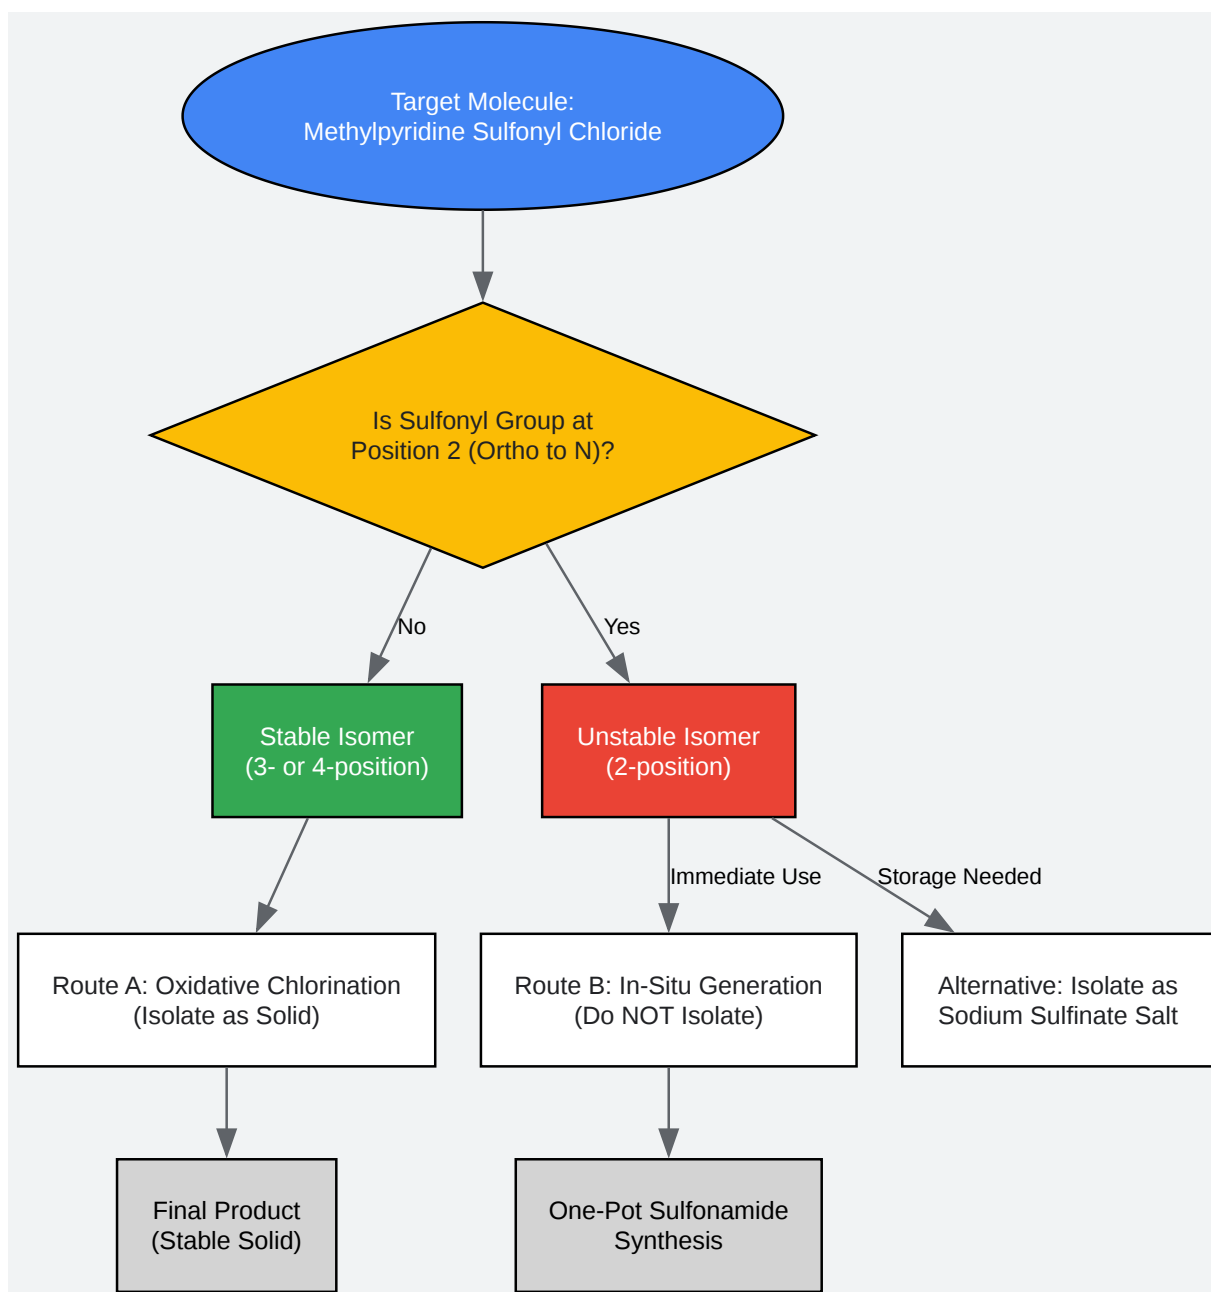 Target Molecule:
Methylpyridine Sulfonyl Chloride
Is Sulfonyl Group at
Position 2 (Ortho to N)?
No
Yes
Stable Isomer
(3- or 4-position)
Unstable Isomer
(2-position)
Immediate Use
Storage Needed
Route A: Oxidative Chlorination
(Isolate as Solid)
Route B: In-Situ Generation
(Do NOT Isolate)
Alternative: Isolate as
Sodium Sulfinate Salt
Final Product
(Stable Solid)
One-Pot Sulfonamide
Synthesis